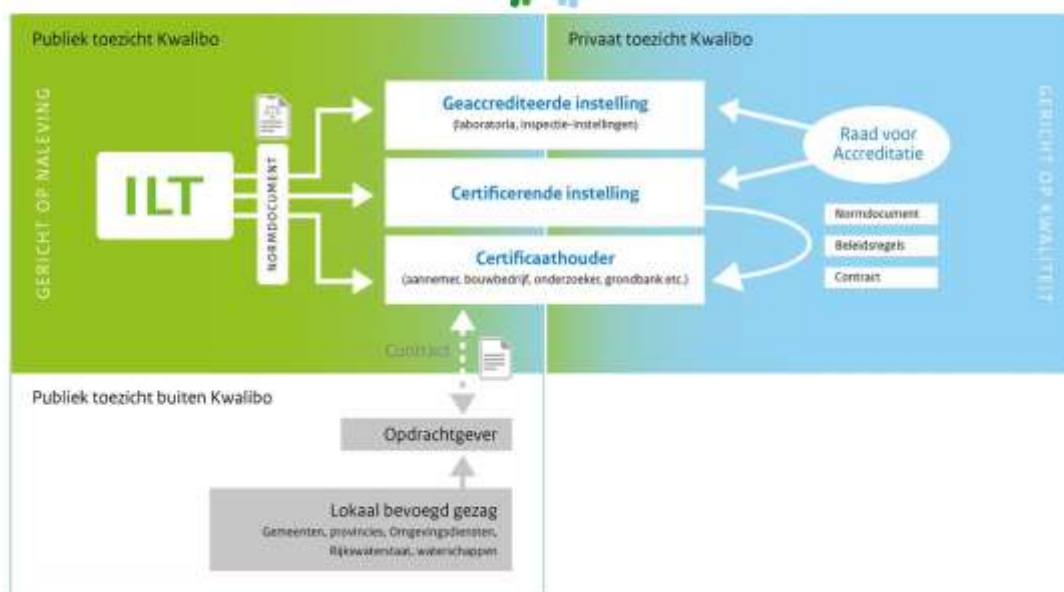 Publiek toezicht Kwalibo
Privaat toezicht Kwalibo
GERICHT OP NALEVING
ILT
NORMDOCUMENT
Geaccrediteerde instelling
(laboratoria, inspectie-instellingen)
Certificerende instelling
Certificaathouder
(aannemer, bouwbedrijf, onderzoeker, grondbank etc.)
Raad voor
Accreditatie
Normdocument
Beleidsregels
Contract
GERICHT OP KWALITEIT
Contract
Publiek toezicht buiten Kwalibo
Opdrachtgever
Lokaal bevoegd gezag
Gemeenten, provincies, Omgevingsdiensten,
Rijkswaterstaat, waterschappen